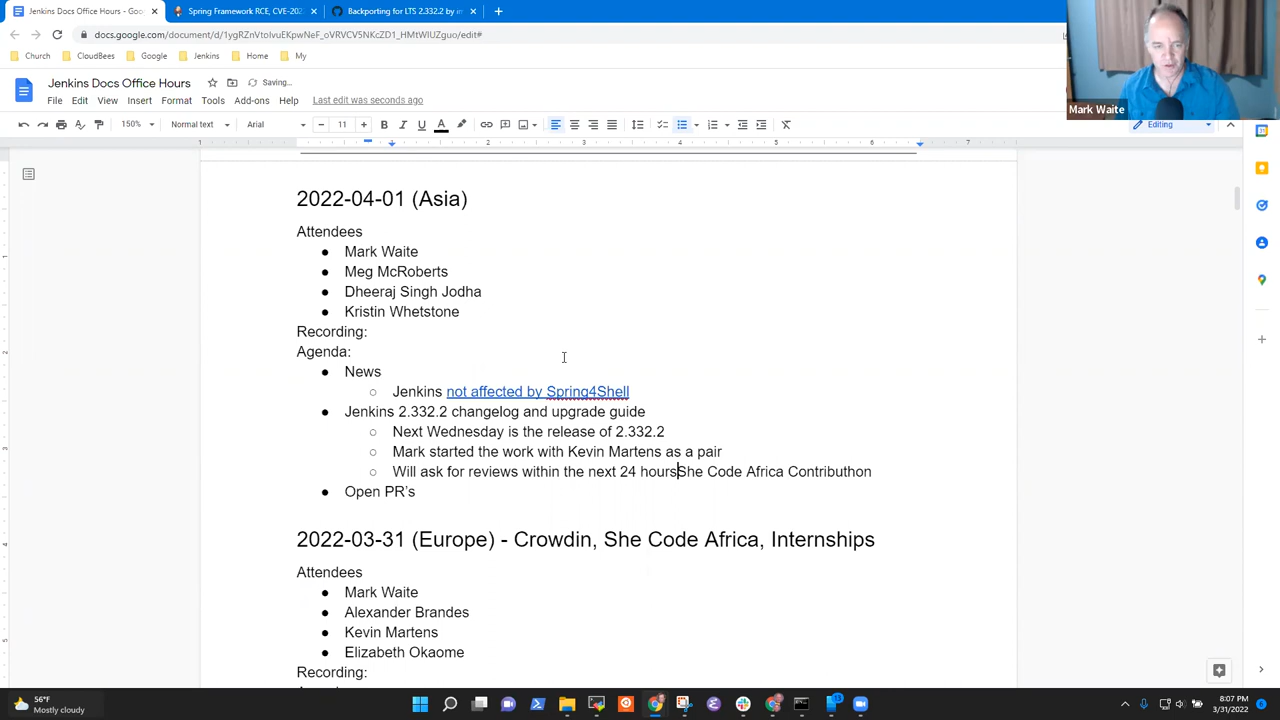 Jenkins Docs Office Hours - Goo
Spring Framework RCE, CVE-202
Backporting for LTS 2.332.2 by m
docs.google.com/document/d/1ygRZnVtoIvuEKpwNeF_oVRVCV5NKcZD1_HMtWIUZguo/edit#
Church
CloudBees
Google
Jenkins
Home
My
Jenkins Docs Office Hours
Saving...
File Edit View Insert Format Tools Add-ons Help Last edit was seconds ago
150% Normal text Arial 11 Editing
Mark Waite
2022-04-01 (Asia)
Attendees
Mark Waite
Meg McRoberts
Dheeraj Singh Jodha
Kristin Whetstone
Recording:
Agenda:
News
Jenkins not affected by Spring4Shell
Jenkins 2.332.2 changelog and upgrade guide
Next Wednesday is the release of 2.332.2
Mark started the work with Kevin Martens as a pair
Will ask for reviews within the next 24 hoursShe Code Africa Contributhon
Open PR's
2022-03-31 (Europe) - Crowdin, She Code Africa, Internships
Attendees
Mark Waite
Alexander Brandes
Kevin Martens
Elizabeth Okaome
Recording:
56°F
Mostly cloudy
8:07 PM
3/31/2022